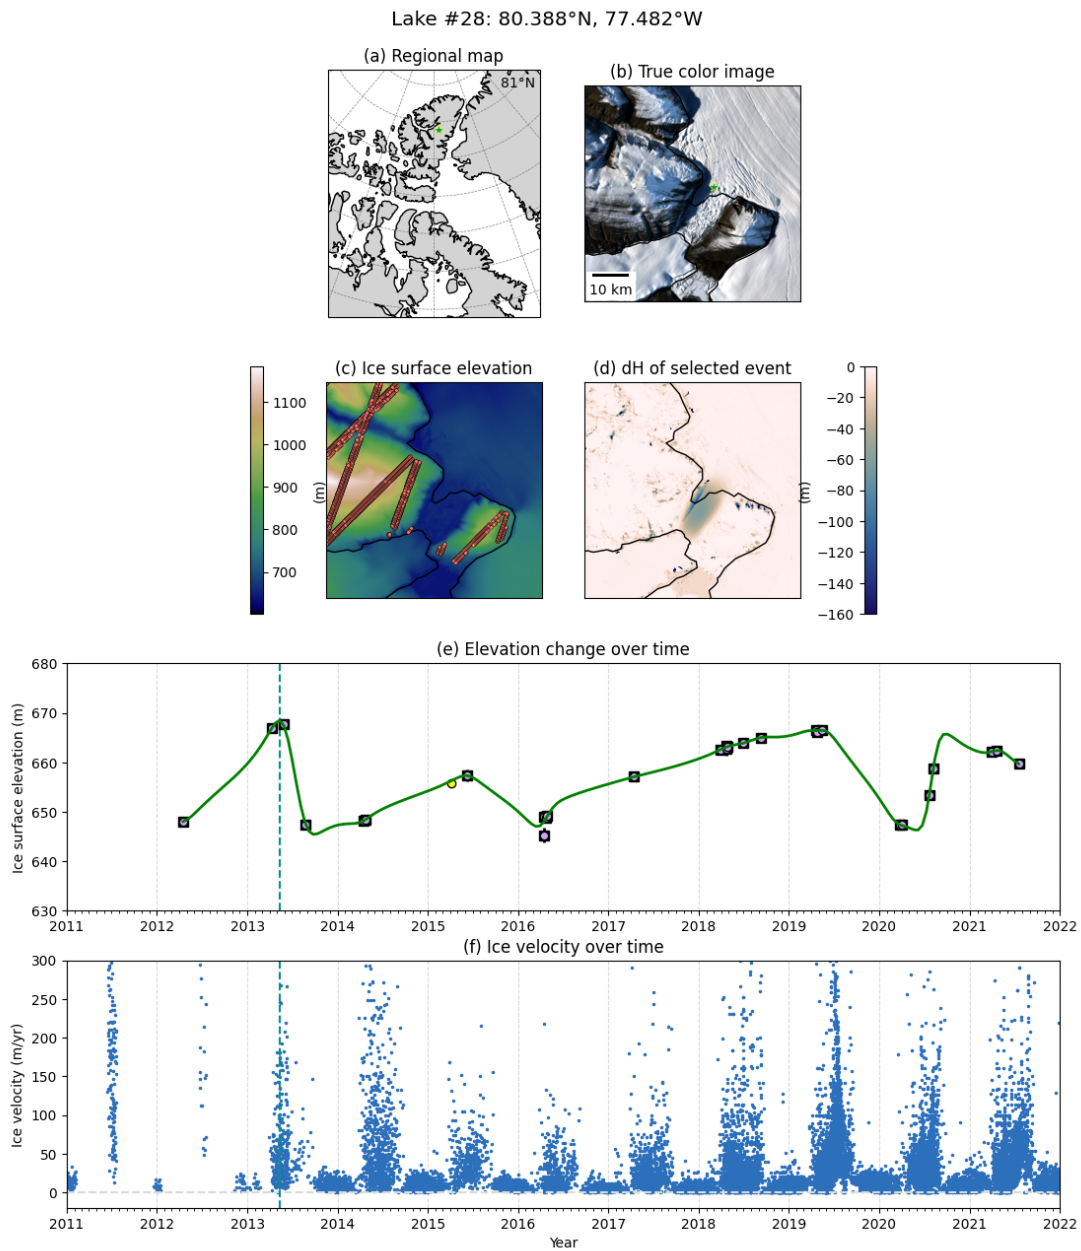 Lake #28: 80.388°N, 77.482°W
(a) Regional map
81°N
(b) True color image
10 km
(c) Ice surface elevation
1100
1000
900
800
700
(m)
(d) dH of selected event
0
−20
−40
−60
−80
−100
−120
−140
−160
(m)
(e) Elevation change over time
680
670
660
650
640
630
Ice surface elevation (m)
2011 2012 2013 2014 2015 2016 2017 2018 2019 2020 2021 2022
(f) Ice velocity over time
300
250
200
150
100
50
0
Ice velocity (m/yr)
2011 2012 2013 2014 2015 2016 2017 2018 2019 2020 2021 2022
Year